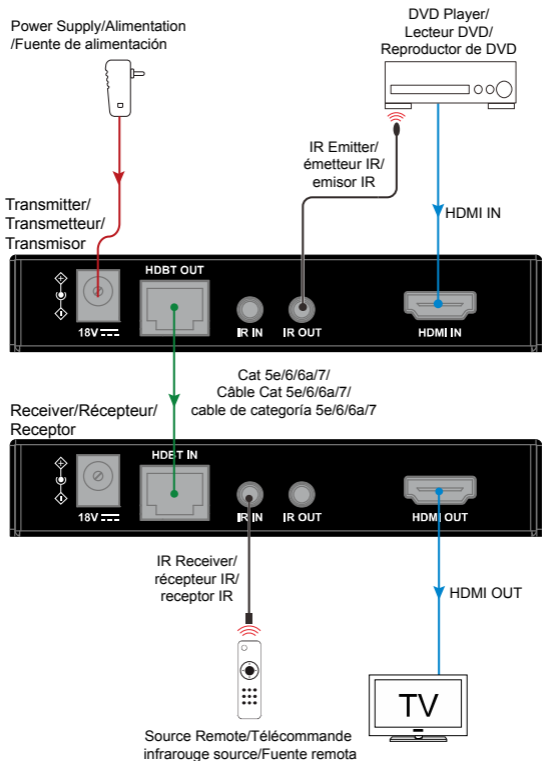 Power Supply/Alimentation
/Fuente de alimentación
DVD Player/
Lecteur DVD/
Reproductor de DVD
IR Emitter/
émetteur IR/
emisor IR
HDMI IN
Transmitter/
Transmetteur/
Transmisor
HDBT OUT
18V
IR IN
IR OUT
HDMI IN
Cat 5e/6/6a/7/
Câble Cat 5e/6/6a/7/
cable de categoría 5e/6/6a/7
Receiver/Récepteur/
Receptor
HDBT IN
18V
IR IN
IR OUT
HDMI OUT
IR Receiver/
récepteur IR/
receptor IR
HDMI OUT
TV
Source Remote/Télécommande
infrarouge source/Fuente remota